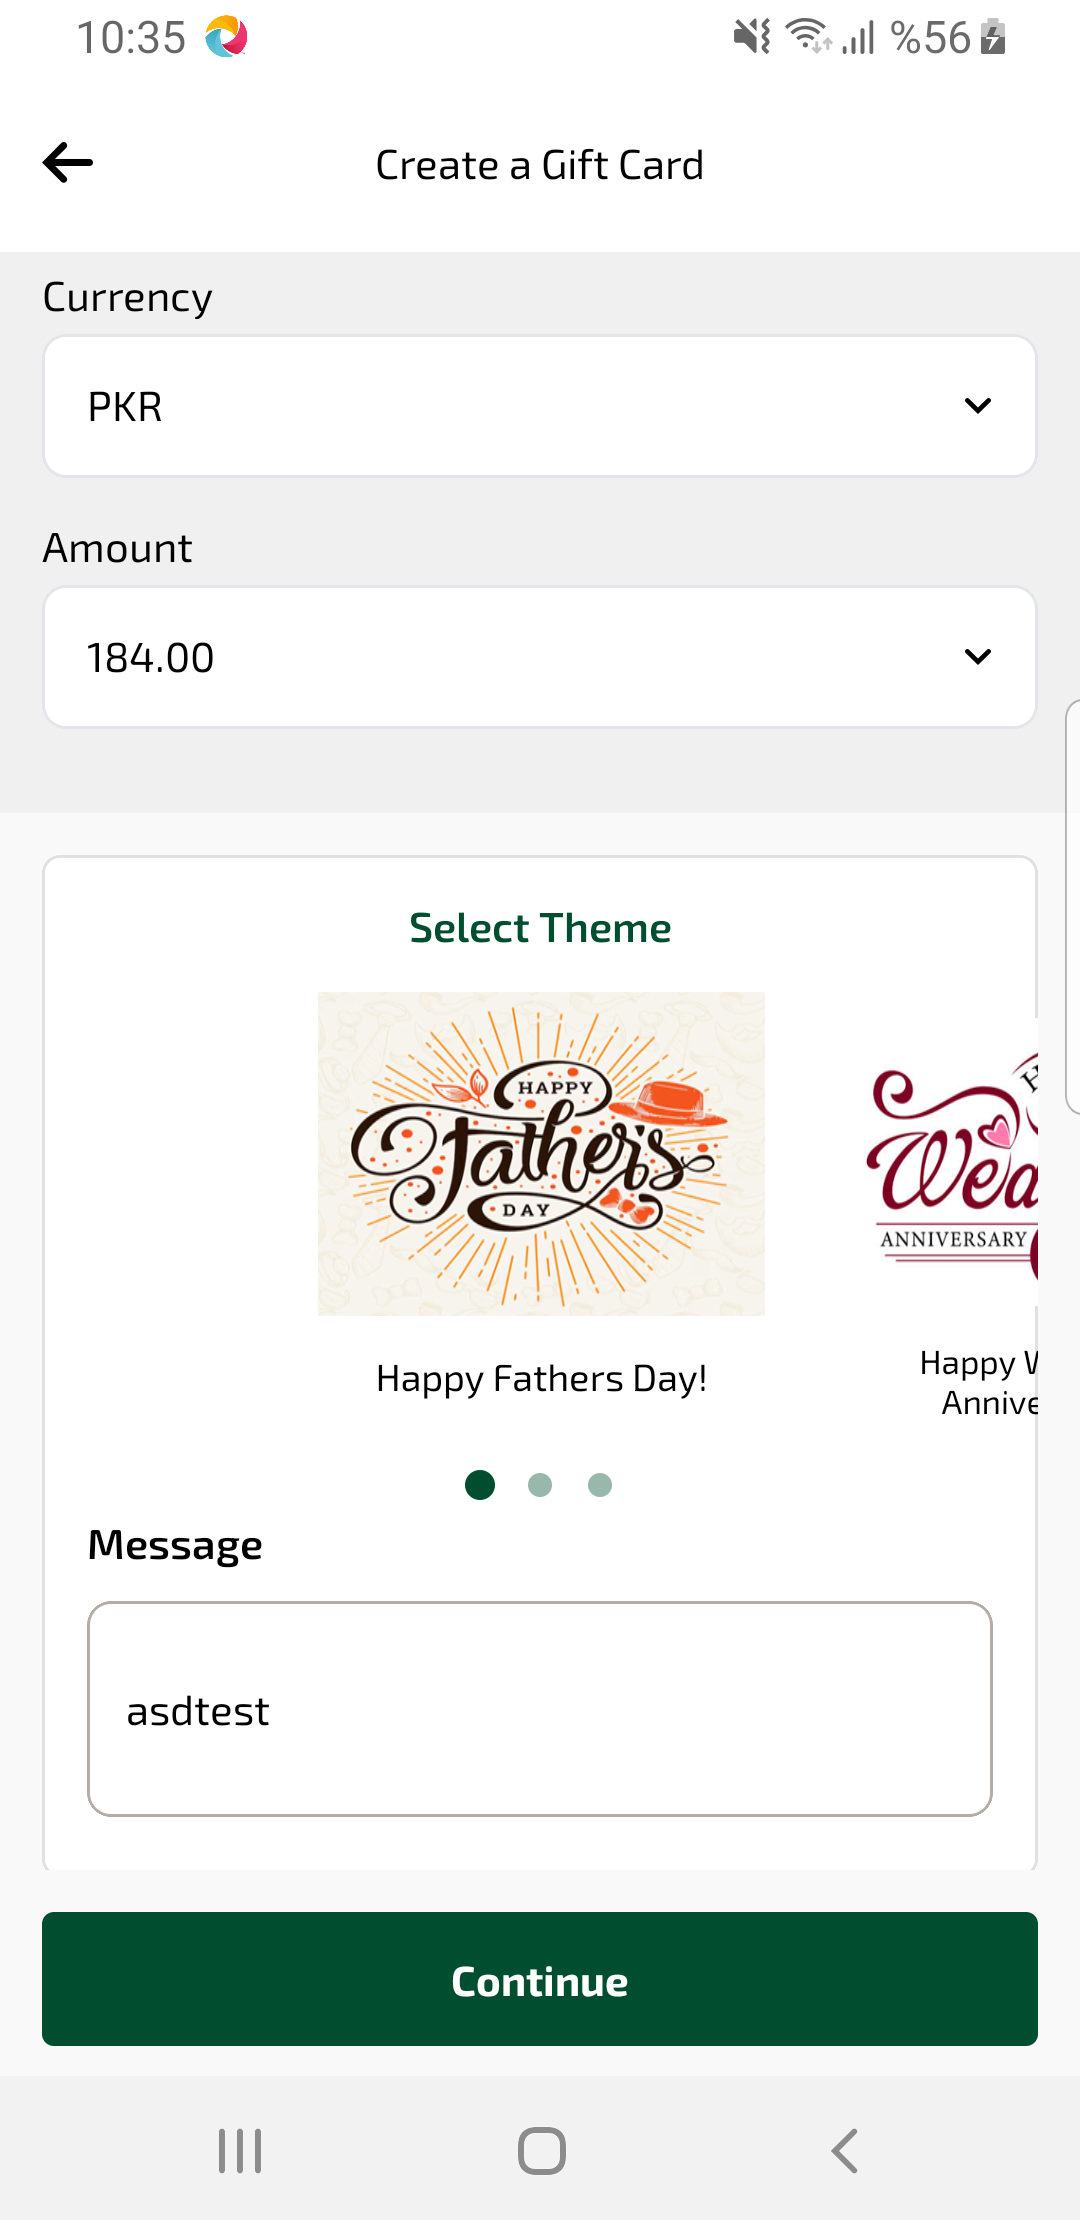 10:35 %56
Create a Gift Card
Currency
PKR
Amount
184.00
Select Theme
HAPPY
Father's
DAY
Happy Fathers Day!
ANNIVERSARY
Happy
Message
asdtest
Continue